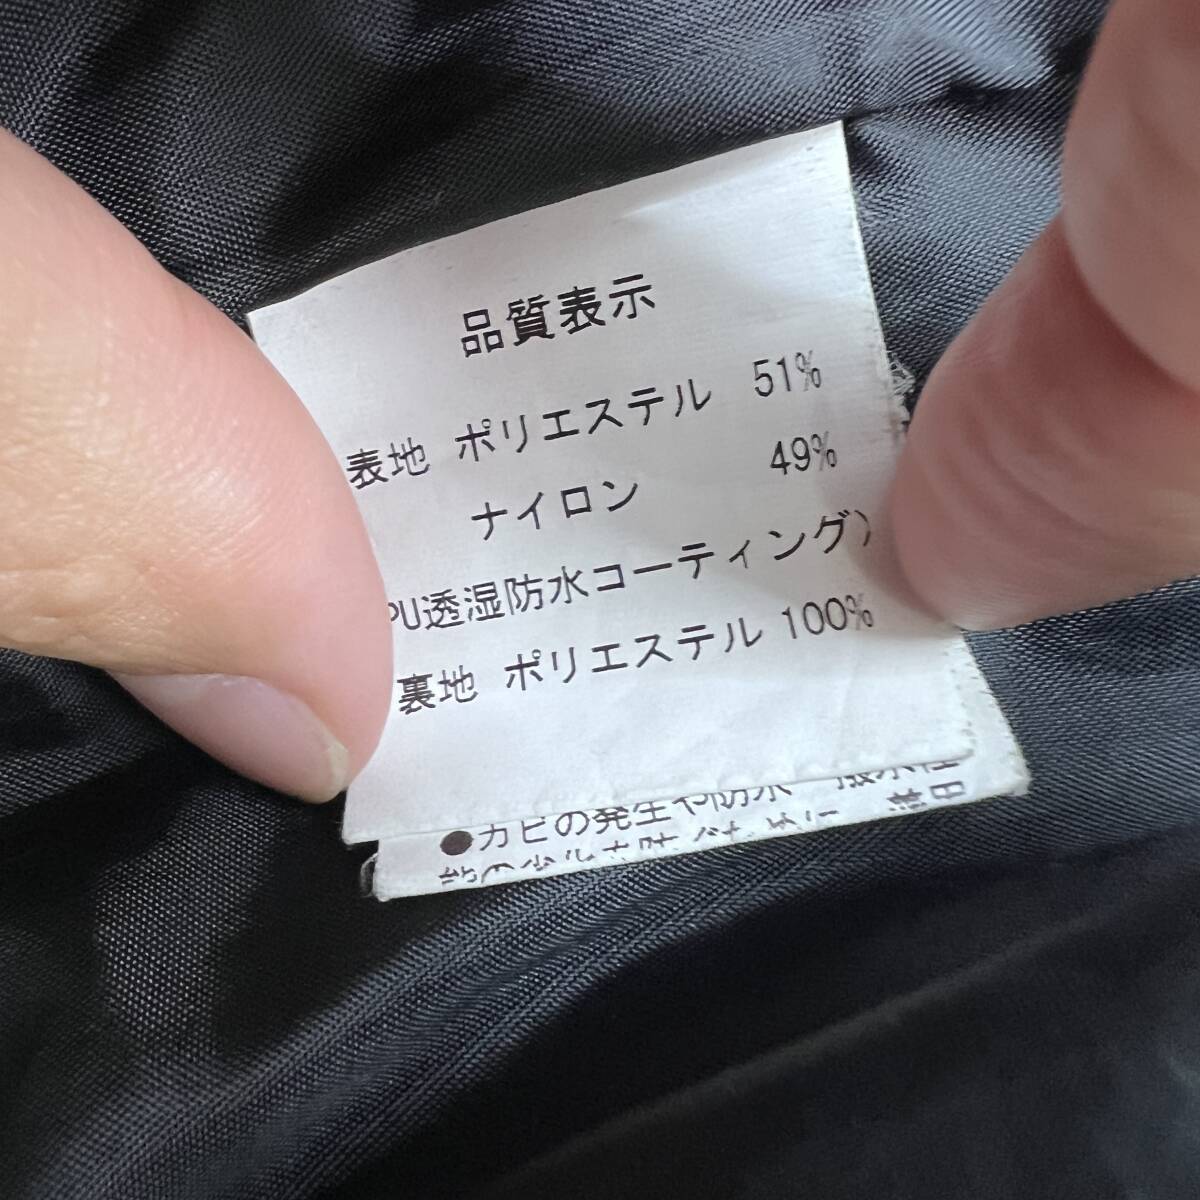 品質表示
表地 ポリエステル 51%
ナイロン 49%
PU透湿防水コーティング)
裏地 ポリエステル 100%
●カビの発生や防水